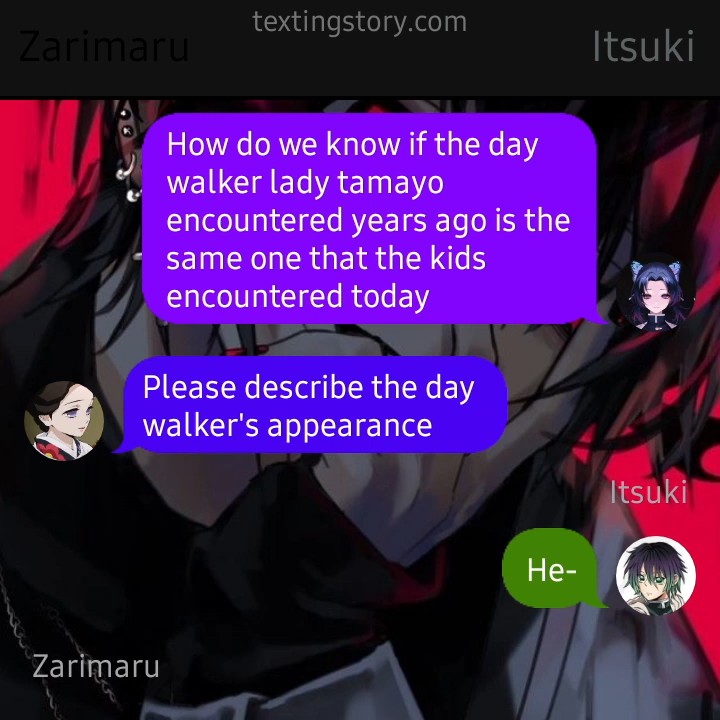 textingstory.com
Zarimaru
Itsuki
How do we know if the day
walker lady tamayo
encountered years ago is the
same one that the kids
encountered today
Please describe the day
walker's appearance
Itsuki
He-
Zarimaru